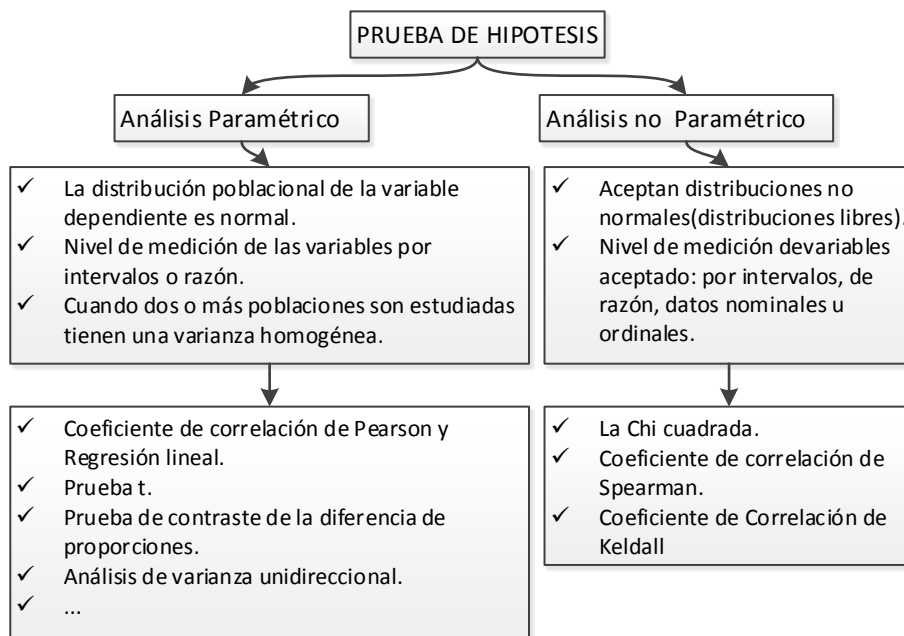 PRUEBA DE HIPOTESIS
Análisis Paramétrico
Análisis no Paramétrico
✓ La distribución poblacional de la variable
dependiente es normal.
✓ Nivel de medición de las variables por
intervalos o razón.
✓ Cuando dos o más poblaciones son estudiadas
tienen una varianza homogénea.
✓ Aceptan distribuciones no
normales(distribuciones libres).
✓ Nivel de medición devariables
aceptado: por intervalos, de
razón, datos nominales u
ordinales.
✓ Coeficiente de correlación de Pearson y
Regresión lineal.
✓ Prueba t.
✓ Prueba de contraste de la diferencia de
proporciones.
✓ Análisis de varianza unidireccional.
✓ ...
✓ La Chi cuadrada.
✓ Coeficiente de correlación de
Spearman.
✓ Coeficiente de Correlación de
Keldall